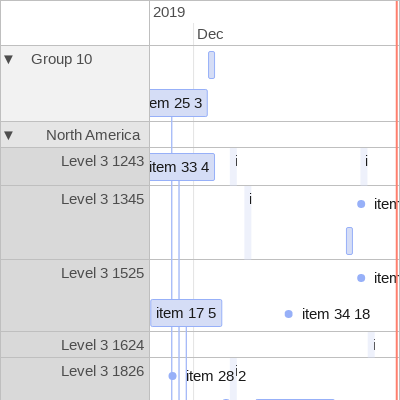 2019
Dec
▼ Group 10
em 25 3
▼ North America
Level 3 1243
item 33 4
i
i
Level 3 1345
i
item
Level 3 1525
item
item 17 5
item 34 18
Level 3 1624
i
Level 3 1826
item 28 2
i